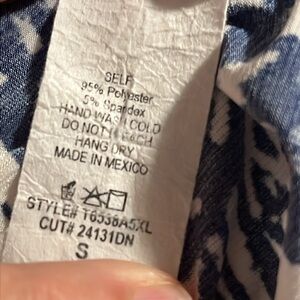 SELF
95% Polyester
5% Spandex
HAND WASH COLD
DO NOT BLEACH
HANG DRY
MADE IN MEXICO
STYLE# T6538A5XL
CUT# 24131DN
S